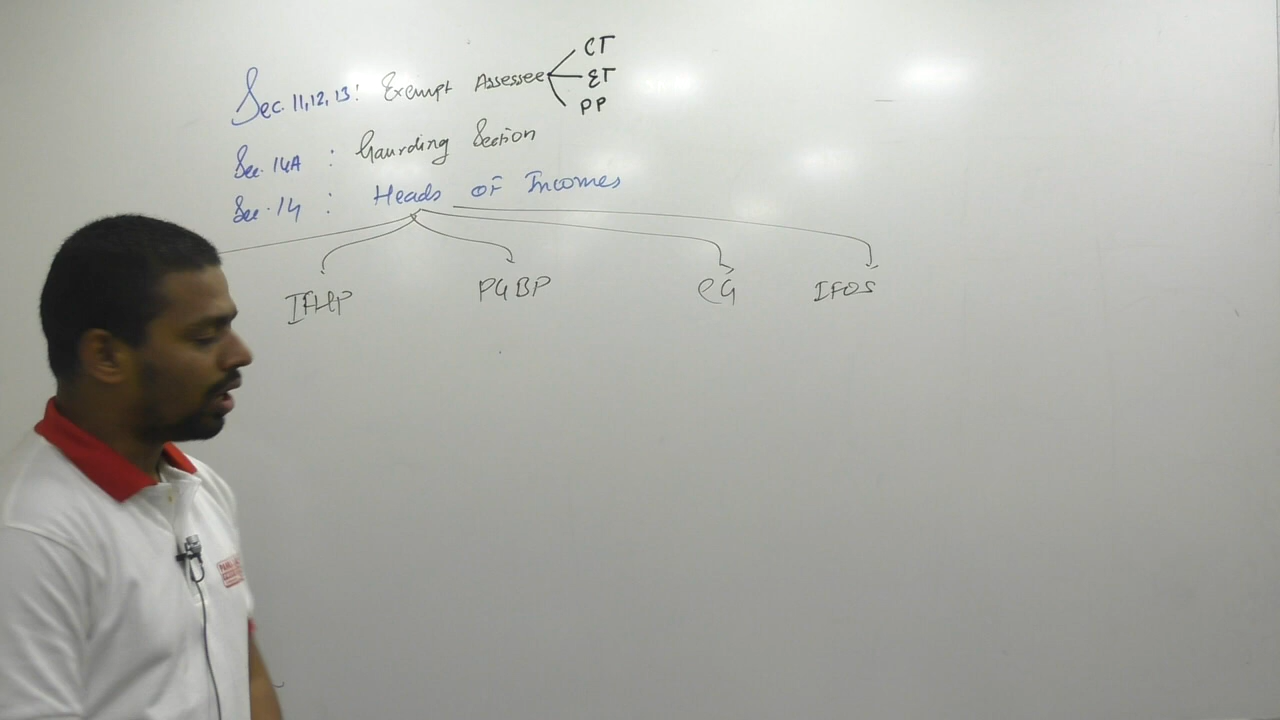 CT
Sec. 11,12,13: Exempt Assessee ET
PP
Sec. 14A : Gaurding Section
Sec. 14 : Heads OF Incomes
IFHP PGBP CG IFOS